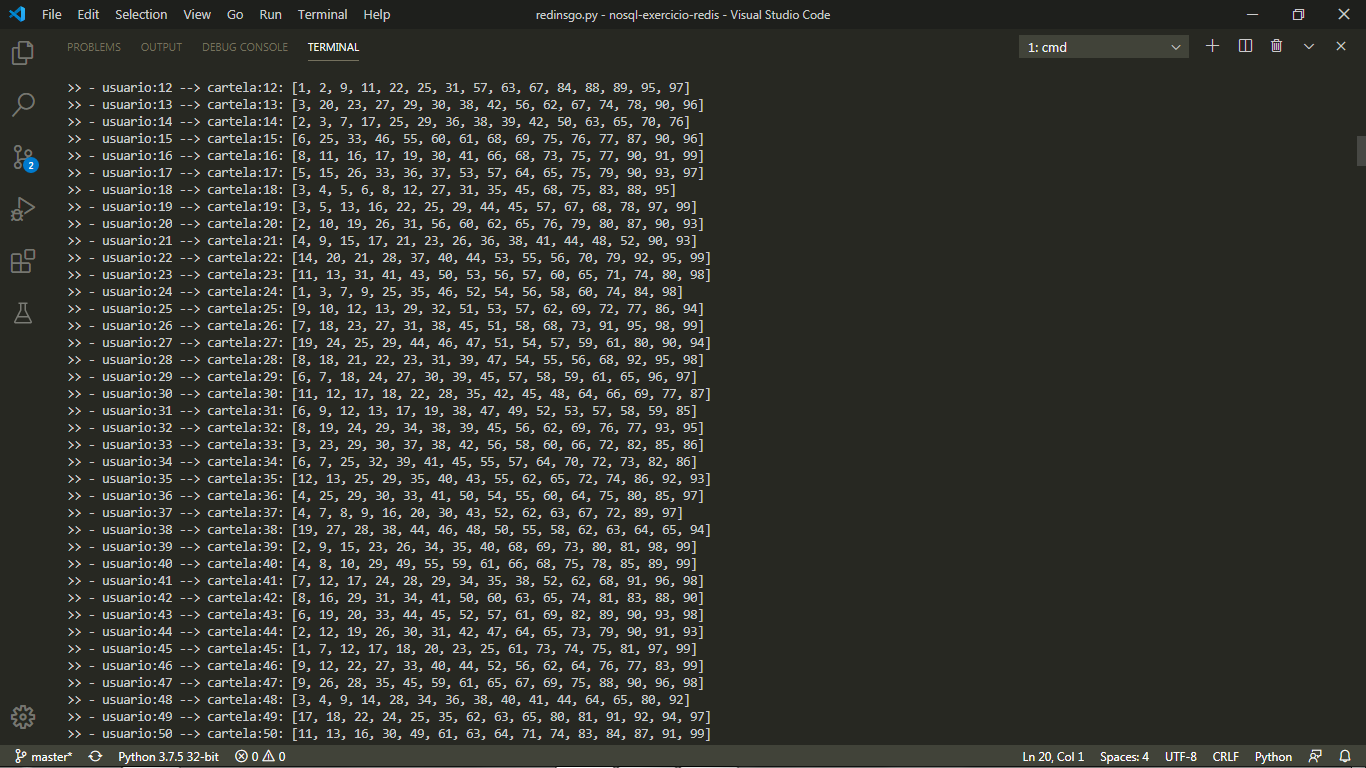 File Edit Selection View Go Run Terminal Help redinsgo.py - nosql-exercicio-redis - Visual Studio Code
PROBLEMS OUTPUT DEBUG CONSOLE TERMINAL 1: cmd
>> - usuario:12 --> cartela:12: [1, 2, 9, 11, 22, 25, 31, 57, 63, 67, 84, 88, 89, 95, 97]
>> - usuario:13 --> cartela:13: [3, 20, 23, 27, 29, 30, 38, 42, 56, 62, 67, 74, 78, 90, 96]
>> - usuario:14 --> cartela:14: [2, 3, 7, 17, 25, 29, 36, 38, 39, 42, 50, 63, 65, 70, 76]
>> - usuario:15 --> cartela:15: [6, 25, 33, 46, 55, 60, 61, 68, 69, 75, 76, 77, 87, 90, 96]
>> - usuario:16 --> cartela:16: [8, 11, 16, 17, 19, 30, 41, 66, 68, 73, 75, 77, 90, 91, 99]
>> - usuario:17 --> cartela:17: [5, 15, 26, 33, 36, 37, 53, 57, 64, 65, 75, 79, 90, 93, 97]
>> - usuario:18 --> cartela:18: [3, 4, 5, 6, 8, 12, 27, 31, 35, 45, 68, 75, 83, 88, 95]
>> - usuario:19 --> cartela:19: [3, 5, 13, 16, 22, 25, 29, 44, 45, 57, 67, 68, 78, 97, 99]
>> - usuario:20 --> cartela:20: [2, 10, 19, 26, 31, 56, 60, 62, 65, 76, 79, 80, 87, 90, 93]
>> - usuario:21 --> cartela:21: [4, 9, 15, 17, 21, 23, 26, 36, 38, 41, 44, 48, 52, 90, 93]
>> - usuario:22 --> cartela:22: [14, 20, 21, 28, 37, 40, 44, 53, 55, 56, 70, 79, 92, 95, 99]
>> - usuario:23 --> cartela:23: [11, 13, 31, 41, 43, 50, 53, 56, 57, 60, 65, 71, 74, 80, 98]
>> - usuario:24 --> cartela:24: [1, 3, 7, 9, 25, 35, 46, 52, 54, 56, 58, 60, 74, 84, 98]
>> - usuario:25 --> cartela:25: [9, 10, 12, 13, 29, 32, 51, 53, 57, 62, 69, 72, 77, 86, 94]
>> - usuario:26 --> cartela:26: [7, 18, 23, 27, 31, 38, 45, 51, 58, 68, 73, 91, 95, 98, 99]
>> - usuario:27 --> cartela:27: [19, 24, 25, 29, 44, 46, 47, 51, 54, 57, 59, 61, 80, 90, 94]
>> - usuario:28 --> cartela:28: [8, 18, 21, 22, 23, 31, 39, 47, 54, 55, 56, 68, 92, 95, 98]
>> - usuario:29 --> cartela:29: [6, 7, 18, 24, 27, 30, 39, 45, 57, 58, 59, 61, 65, 96, 97]
>> - usuario:30 --> cartela:30: [11, 12, 17, 18, 22, 28, 35, 42, 45, 48, 64, 66, 69, 77, 87]
>> - usuario:31 --> cartela:31: [6, 9, 12, 13, 17, 19, 38, 47, 49, 52, 53, 57, 58, 59, 85]
>> - usuario:32 --> cartela:32: [8, 19, 24, 29, 34, 38, 39, 45, 56, 62, 69, 76, 77, 93, 95]
>> - usuario:33 --> cartela:33: [3, 23, 29, 30, 37, 38, 42, 56, 58, 60, 66, 72, 82, 85, 86]
>> - usuario:34 --> cartela:34: [6, 7, 25, 32, 39, 41, 45, 55, 57, 64, 70, 72, 73, 82, 86]
>> - usuario:35 --> cartela:35: [12, 13, 25, 29, 35, 40, 43, 55, 62, 65, 72, 74, 86, 92, 93]
>> - usuario:36 --> cartela:36: [4, 25, 29, 30, 33, 41, 50, 54, 55, 60, 64, 75, 80, 85, 97]
>> - usuario:37 --> cartela:37: [4, 7, 8, 9, 16, 20, 30, 43, 52, 62, 63, 67, 72, 89, 97]
>> - usuario:38 --> cartela:38: [19, 27, 28, 38, 44, 46, 48, 50, 55, 58, 62, 63, 64, 65, 94]
>> - usuario:39 --> cartela:39: [2, 9, 15, 23, 26, 34, 35, 40, 68, 69, 73, 80, 81, 98, 99]
>> - usuario:40 --> cartela:40: [4, 8, 10, 29, 49, 55, 59, 61, 66, 68, 75, 78, 85, 89, 99]
>> - usuario:41 --> cartela:41: [7, 12, 17, 24, 28, 29, 34, 35, 38, 52, 62, 68, 91, 96, 98]
>> - usuario:42 --> cartela:42: [8, 16, 29, 31, 34, 41, 50, 60, 63, 65, 74, 81, 83, 88, 90]
>> - usuario:43 --> cartela:43: [6, 19, 20, 33, 44, 45, 52, 57, 61, 69, 82, 89, 90, 93, 98]
>> - usuario:44 --> cartela:44: [2, 12, 19, 26, 30, 31, 42, 47, 64, 65, 73, 79, 90, 91, 93]
>> - usuario:45 --> cartela:45: [1, 7, 12, 17, 18, 20, 23, 25, 61, 73, 74, 75, 81, 97, 99]
>> - usuario:46 --> cartela:46: [9, 12, 22, 27, 33, 40, 44, 52, 56, 62, 64, 76, 77, 83, 99]
>> - usuario:47 --> cartela:47: [9, 26, 28, 35, 45, 59, 61, 65, 67, 69, 75, 88, 90, 96, 98]
>> - usuario:48 --> cartela:48: [3, 4, 9, 14, 28, 34, 36, 38, 40, 41, 44, 64, 65, 80, 92]
>> - usuario:49 --> cartela:49: [17, 18, 22, 24, 25, 35, 62, 63, 65, 80, 81, 91, 92, 94, 97]
>> - usuario:50 --> cartela:50: [11, 13, 16, 30, 49, 61, 63, 64, 71, 74, 83, 84, 87, 91, 99]
2
master* Python 3.7.5 32-bit 0 0 Ln 20, Col 1 Spaces: 4 UTF-8 CRLF Python